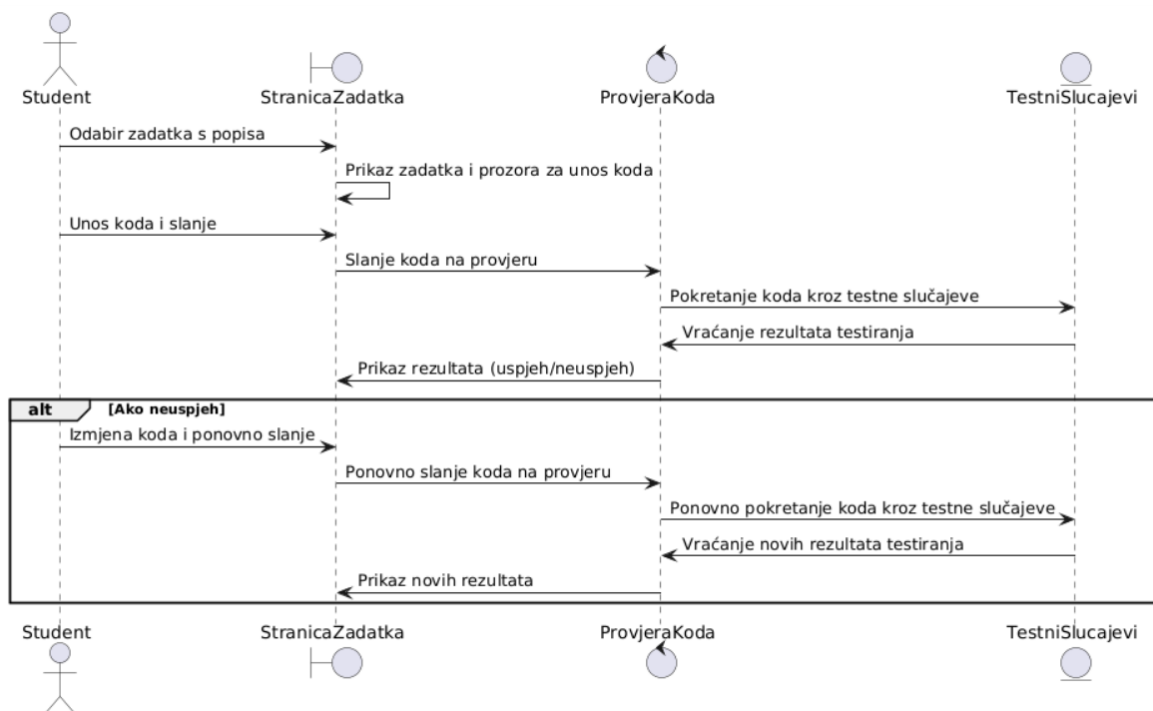 Student
StranicaZadatka
ProvjeraKoda
TestniSlucajevi
Odabir zadatka s popisa
Prikaz zadatka i prozora za unos koda
Unos koda i slanje
Slanje koda na provjeru
Pokretanje koda kroz testne slučajeve
Vraćanje rezultata testiranja
Prikaz rezultata (uspjeh/neuspjeh)
alt [Ako neuspjeh]
Izmjena koda i ponovno slanje
Ponovno slanje koda na provjeru
Ponovno pokretanje koda kroz testne slučajeve
Vraćanje novih rezultata testiranja
Prikaz novih rezultata
Student
StranicaZadatka
ProvjeraKoda
TestniSlucajevi